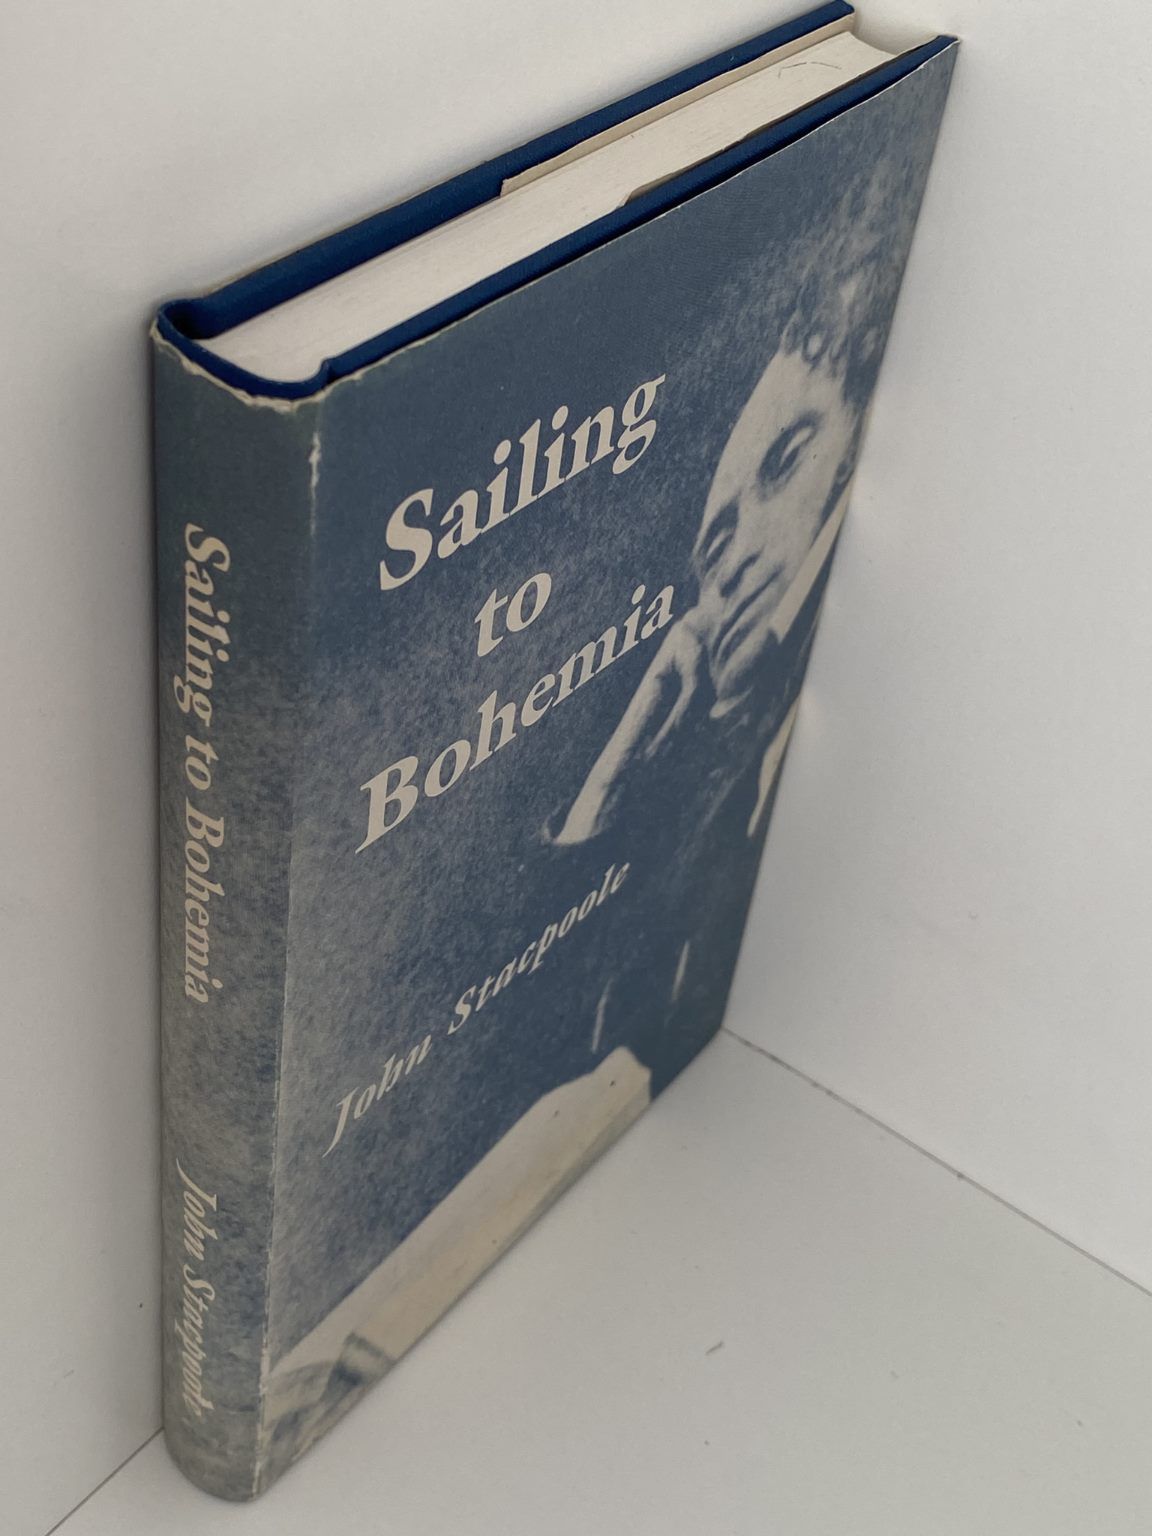 Sailing
to
Bohemia
John Stacpoole
Sailing to Bohemia
John Stacpoole